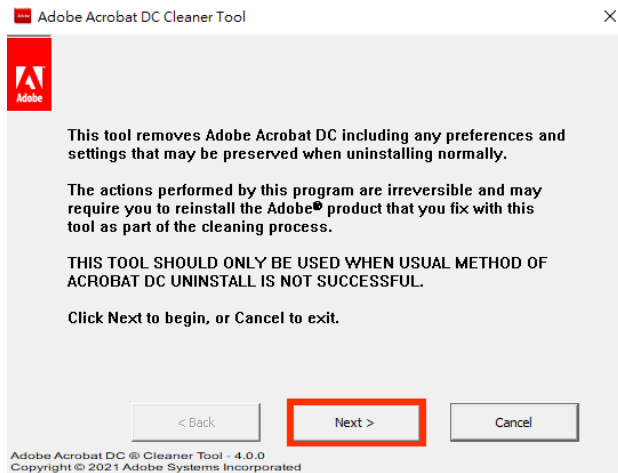 Adobe Acrobat DC Cleaner Tool
Adobe
This tool removes Adobe Acrobat DC including any preferences and
settings that may be preserved when uninstalling normally.
The actions performed by this program are irreversible and may
require you to reinstall the Adobe® product that you fix with this
tool as part of the cleaning process.
THIS TOOL SHOULD ONLY BE USED WHEN USUAL METHOD OF
ACROBAT DC UNINSTALL IS NOT SUCCESSFUL.
Click Next to begin, or Cancel to exit.
< Back
Next >
Cancel
Adobe Acrobat DC ® Cleaner Tool - 4.0.0
Copyright © 2021 Adobe Systems Incorporated